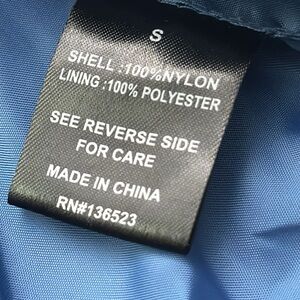 S
SHELL :100%NYLON
LINING :100% POLYESTER
SEE REVERSE SIDE
FOR CARE
MADE IN CHINA
RN#136523